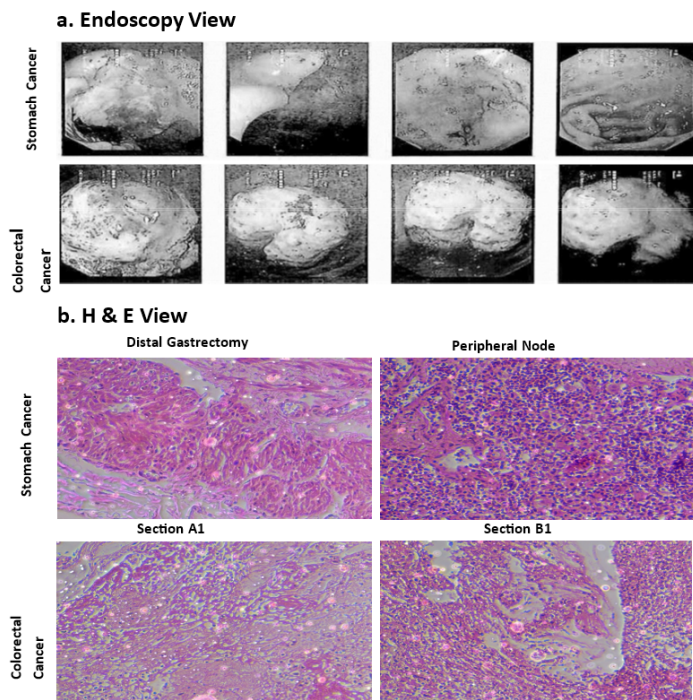 a. Endoscopy View
Stomach Cancer
Colorectal
Cancer
b. H & E View
Distal Gastrectomy
Peripheral Node
Stomach Cancer
Section A1
Section B1
Colorectal
Cancer